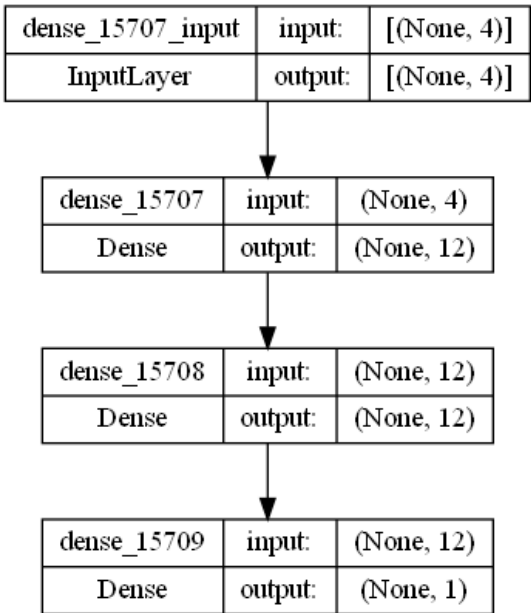 dense_15707_input input: [(None, 4)]
InputLayer output: [(None, 4)]
dense_15707 input: (None, 4)
Dense output: (None, 12)
dense_15708 input: (None, 12)
Dense output: (None, 12)
dense_15709 input: (None, 12)
Dense output: (None, 1)